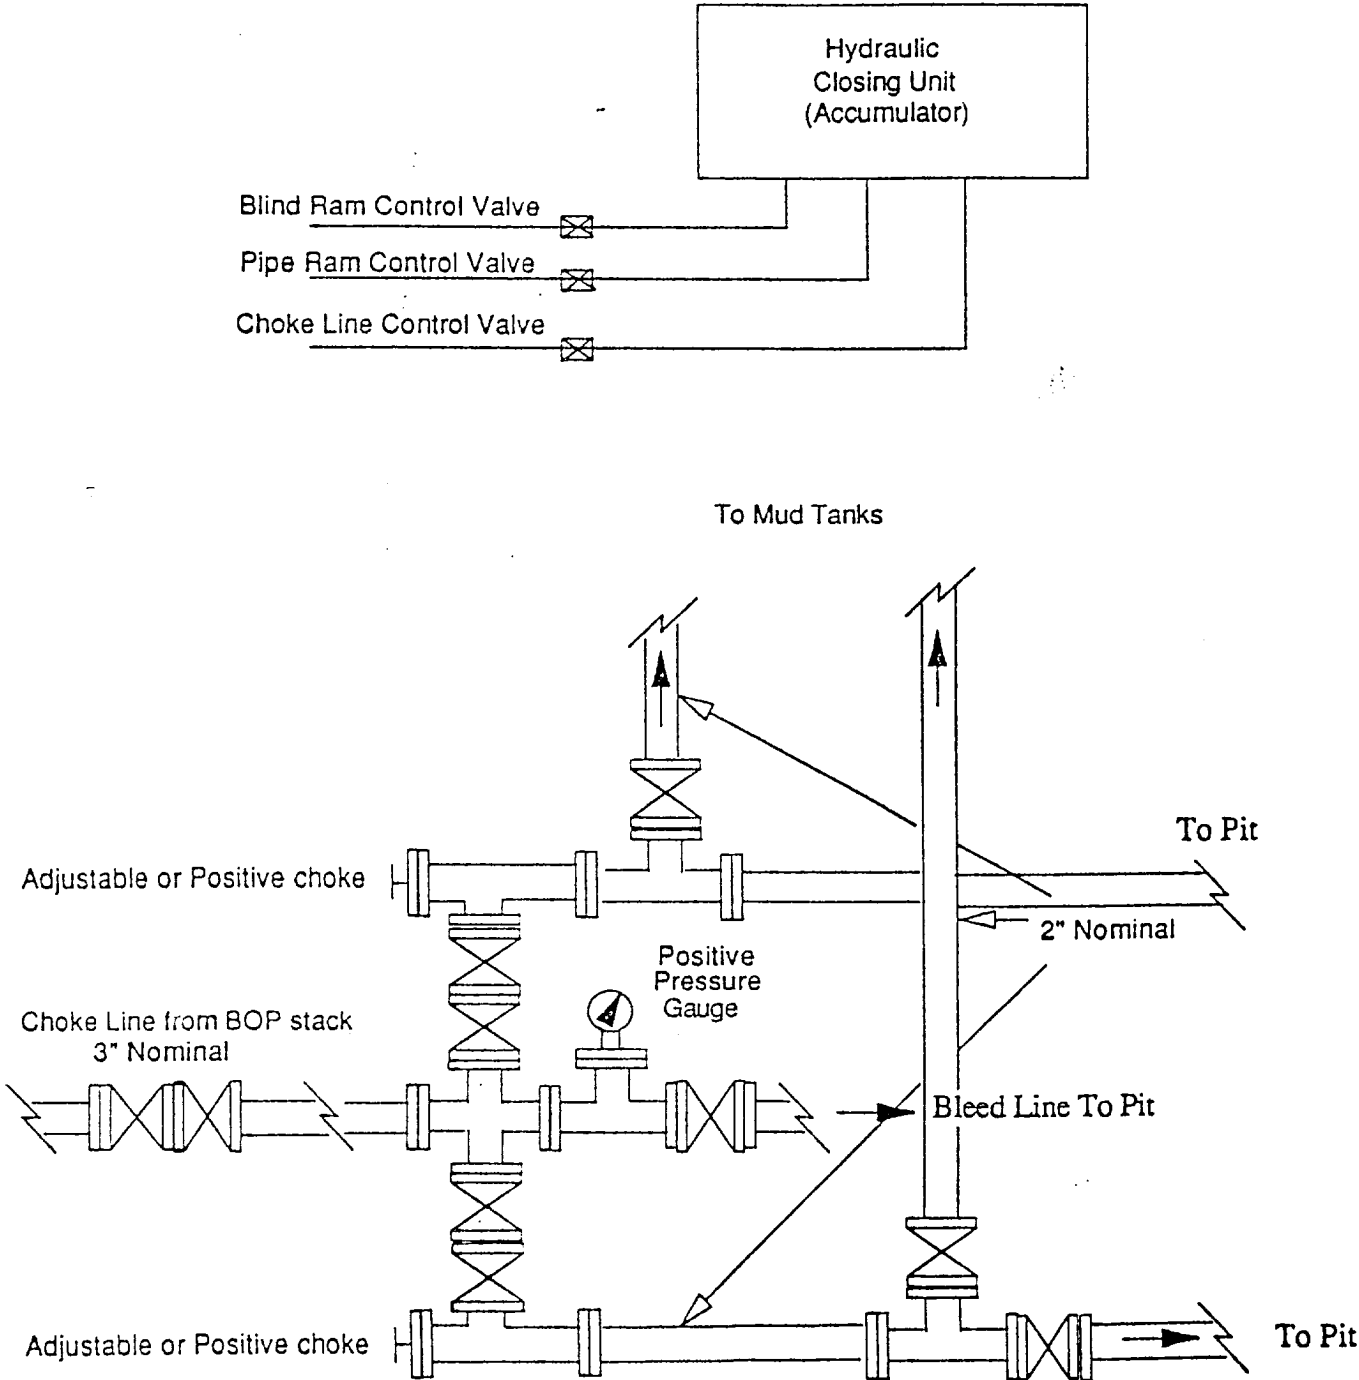 Hydraulic
Closing Unit
(Accumulator)
Blind Ram Control Valve
Pipe Ram Control Valve
Choke Line Control Valve
To Mud Tanks
To Pit
Adjustable or Positive choke
2" Nominal
Positive
Pressure
Gauge
Choke Line from BOP stack
3" Nominal
Bleed Line To Pit
Adjustable or Positive choke
To Pit